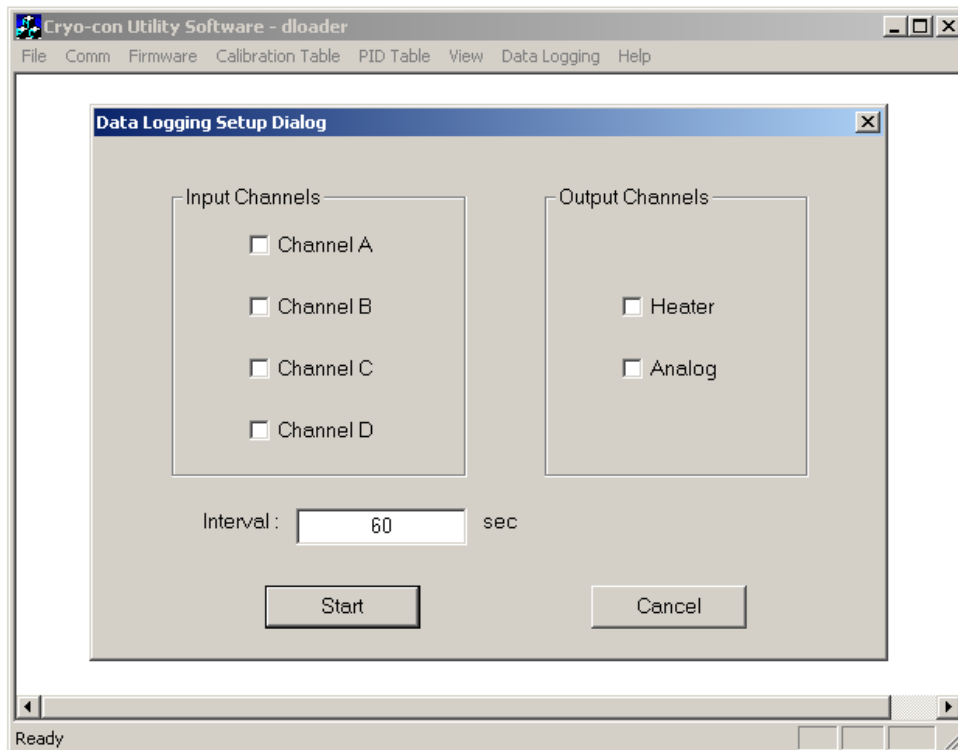 Cryo-con Utility Software - dloader
File Comm Firmware Calibration Table PID Table View Data Logging Help
Data Logging Setup Dialog
Input Channels
Channel A
Channel B
Channel C
Channel D
Output Channels
Heater
Analog
Interval : 60 sec
Start Cancel
Ready